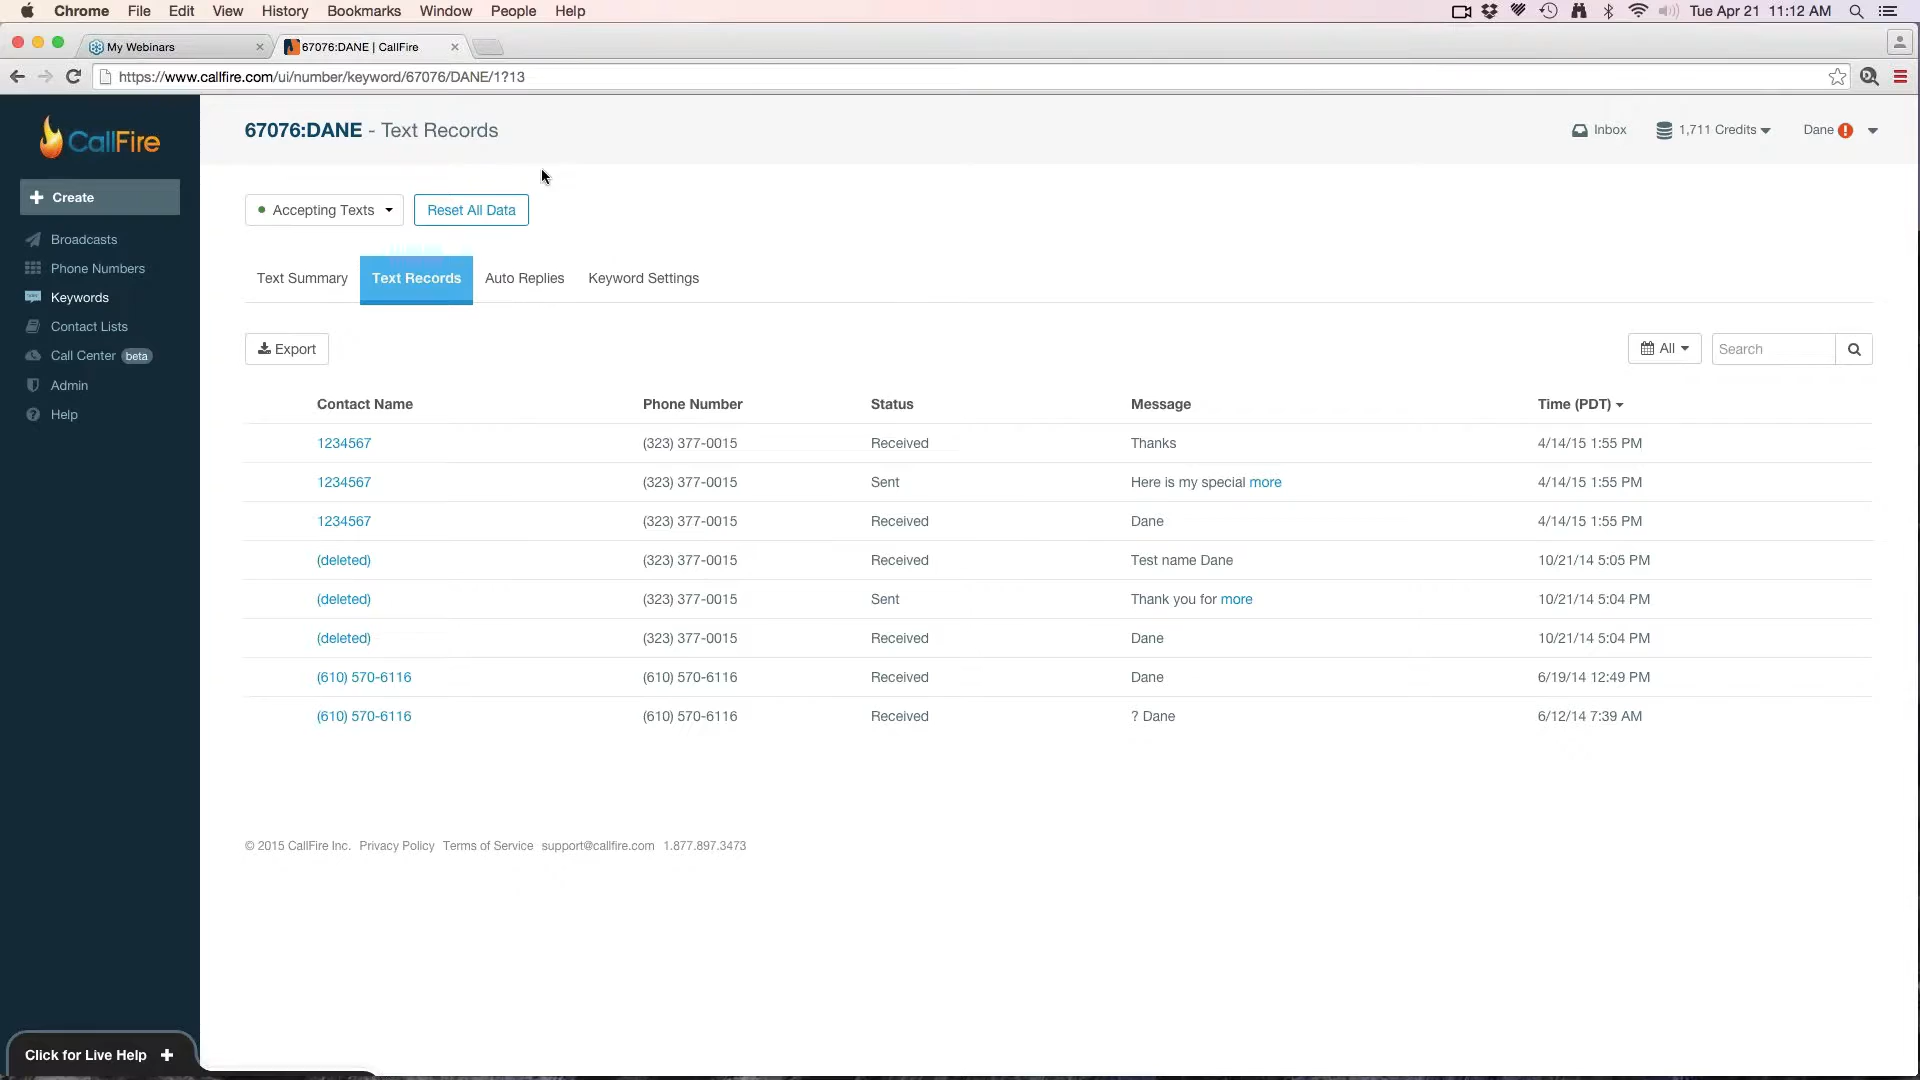 Chrome File Edit View History Bookmarks Window People Help Tue Apr 21 11:12 AM
My Webinars 67076:DANE | CallFire
https://www.callfire.com/ui/number/keyword/67076/DANE/1?13
CallFire
67076:DANE - Text Records Inbox 1,711 Credits Dane !
Create
Accepting Texts Reset All Data
Broadcasts
Phone Numbers
Keywords
Contact Lists
Call Center beta
Admin
Help
Text Summary Text Records Auto Replies Keyword Settings
Export All Search
Contact Name Phone Number Status Message Time (PDT)
1234567 (323) 377-0015 Received Thanks 4/14/15 1:55 PM
1234567 (323) 377-0015 Sent Here is my special more 4/14/15 1:55 PM
1234567 (323) 377-0015 Received Dane 4/14/15 1:55 PM
(deleted) (323) 377-0015 Received Test name Dane 10/21/14 5:05 PM
(deleted) (323) 377-0015 Sent Thank you for more 10/21/14 5:04 PM
(deleted) (323) 377-0015 Received Dane 10/21/14 5:04 PM
(610) 570-6116 (610) 570-6116 Received Dane 6/19/14 12:49 PM
(610) 570-6116 (610) 570-6116 Received ? Dane 6/12/14 7:39 AM
© 2015 CallFire Inc. Privacy Policy Terms of Service support@callfire.com 1.877.897.3473
Click for Live Help